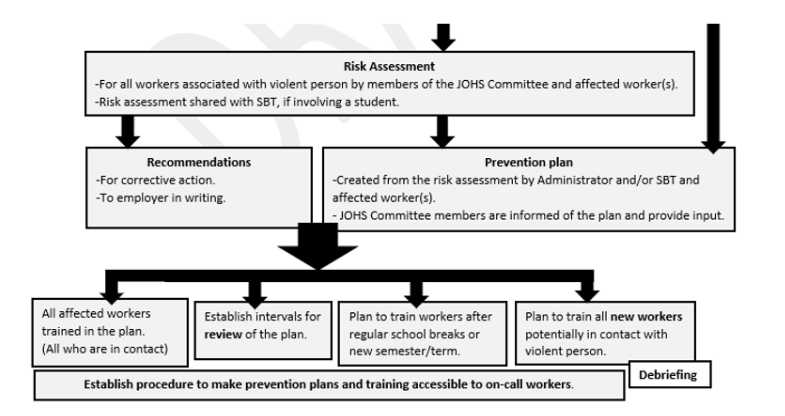 Risk Assessment
-For all workers associated with violent person by members of the JOHS Committee and affected worker(s).
-Risk assessment shared with SBT, if involving a student.
Recommendations
-For corrective action.
-To employer in writing.
Prevention plan
-Created from the risk assessment by Administrator and/or SBT and
affected worker(s).
- JOHS Committee members are informed of the plan and provide input.
All affected workers
trained in the plan.
(All who are in contact)
Establish intervals for
review of the plan.
Plan to train workers after
regular school breaks or
new semester/term.
Plan to train all new workers
potentially in contact with
violent person.
Debriefing
Establish procedure to make prevention plans and training accessible to on-call workers.